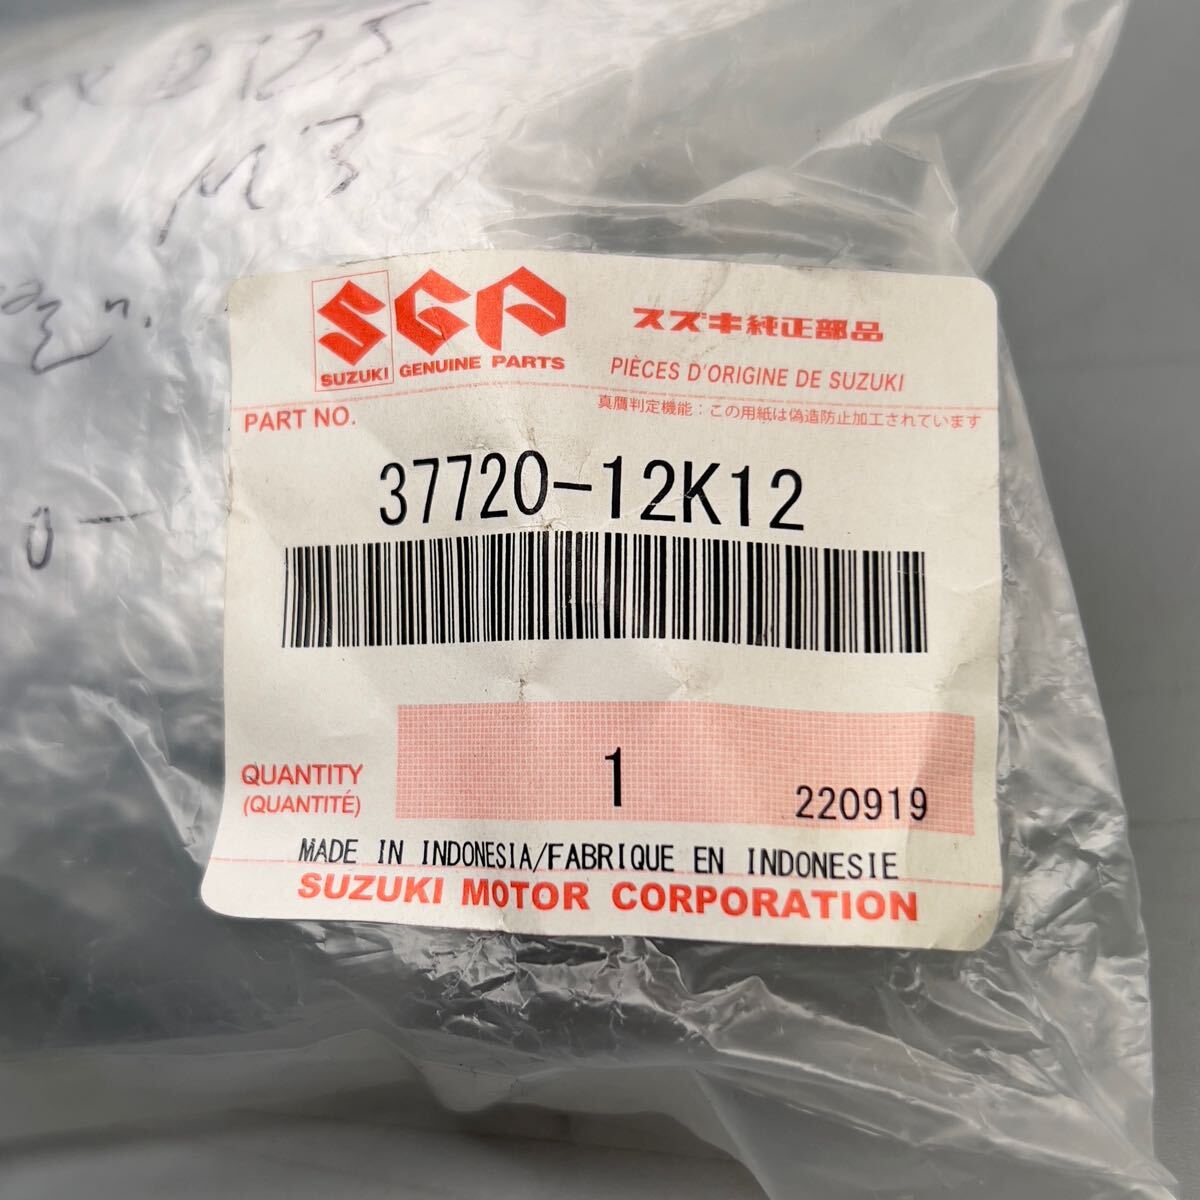 M3
SGP
SUZUKI GENUINE PARTS
スズキ純正部品
PIÈCES D'ORIGINE DE SUZUKI
真贋判定機能：この用紙は偽造防止加工されています
PART NO.
37720-12K12
QUANTITY
(QUANTITÉ)
1
220919
MADE IN INDONESIA/FABRIQUE EN INDONESIE
SUZUKI MOTOR CORPORATION